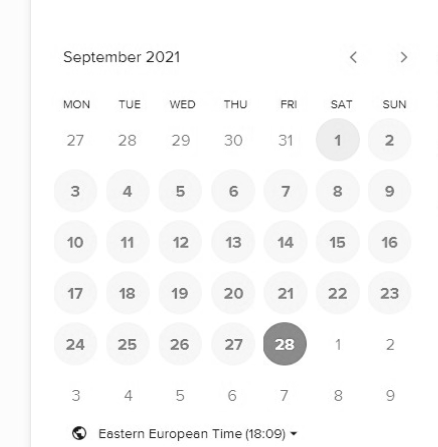 September 2021 < >
MON TUE WED THU FRI SAT SUN
27 28 29 30 31 1 2
3 4 5 6 7 8 9
10 11 12 13 14 15 16
17 18 19 20 21 22 23
24 25 26 27 28 1 2
3 4 5 6 7 8 9
Eastern European Time (18:09)